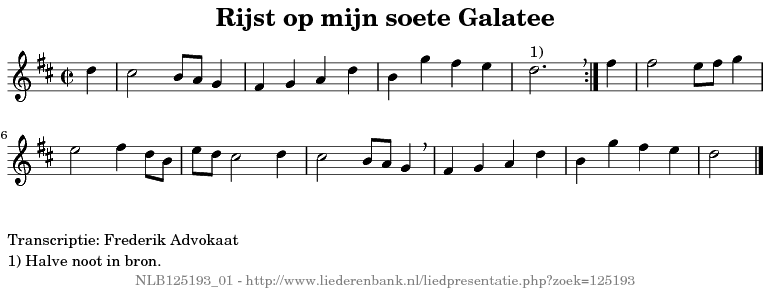 Rijst op mijn soete Galatee
1)
6
Transcriptie: Frederik Advokaat
1) Halve noot in bron.
NLB125193_01 - http://www.liederenbank.nl/liedpresentatie.php?zoek=125193